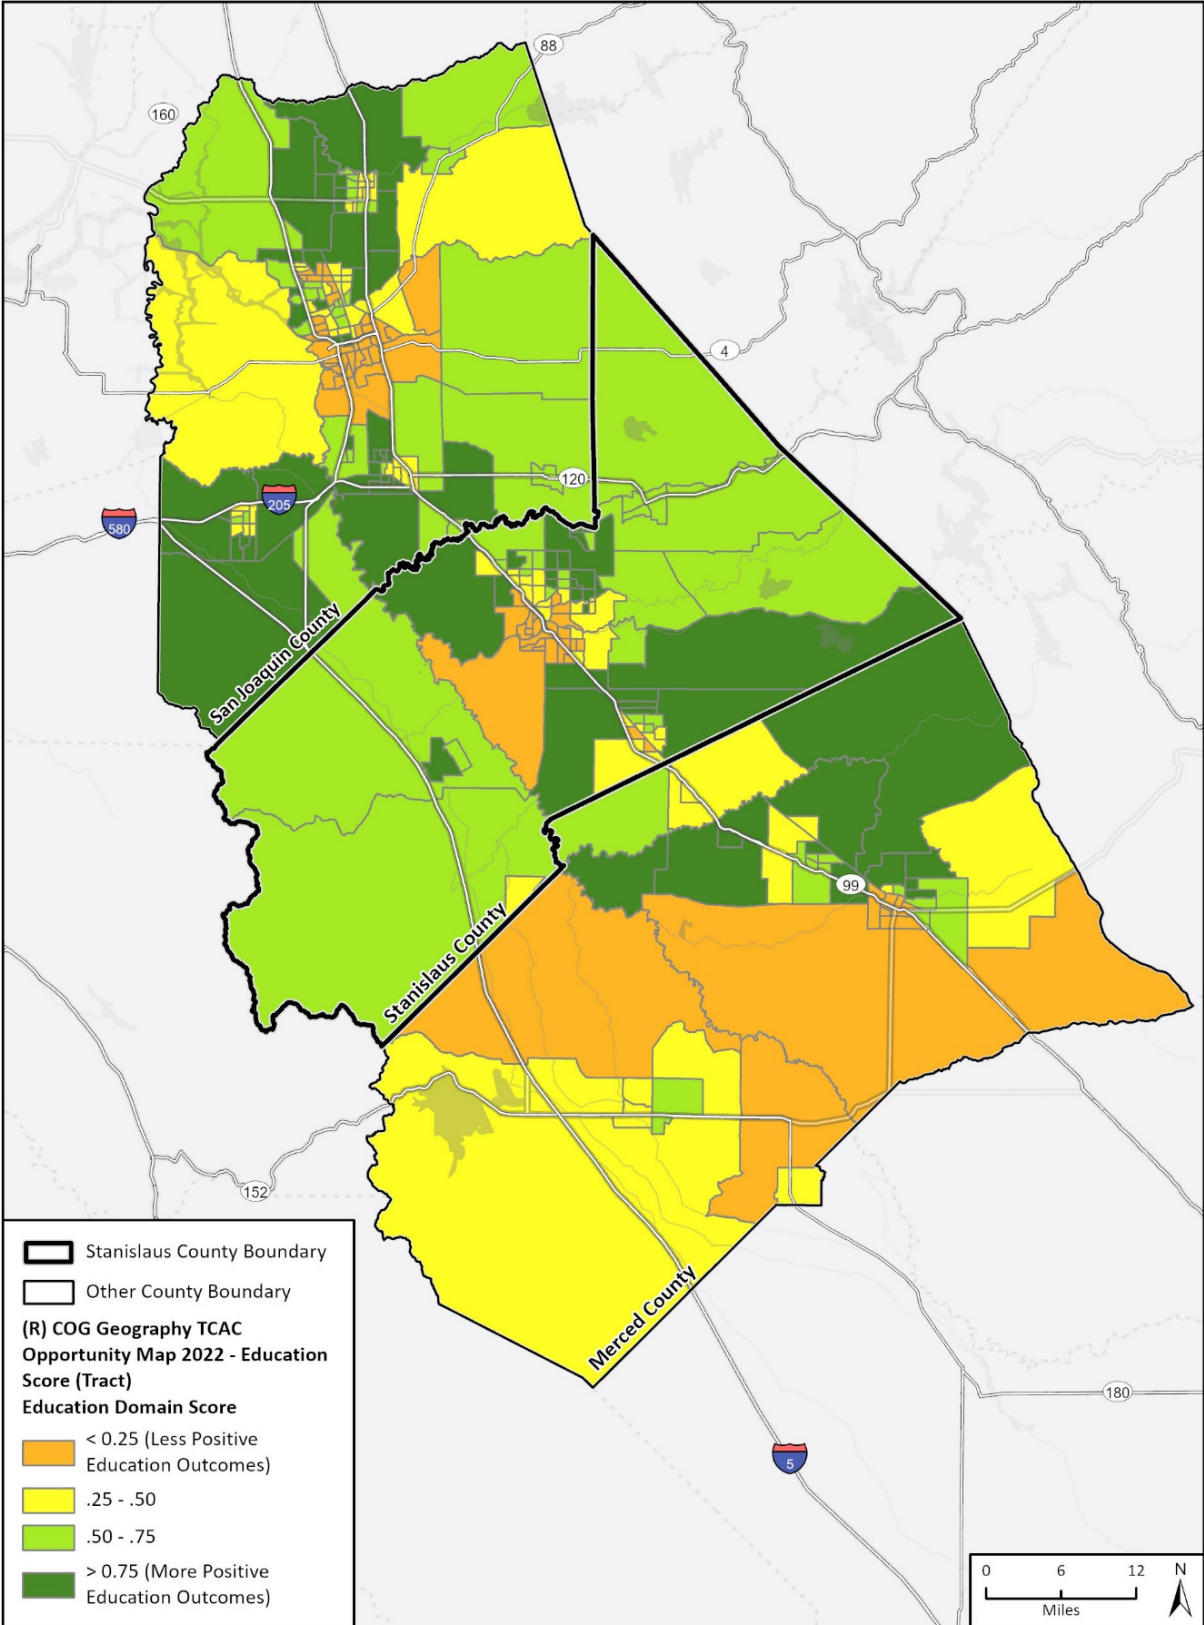 88
160
4
120
205
580
San Joaquin County
99
Stanislaus County
152
Merced County
180
5
Stanislaus County Boundary
Other County Boundary
(R) COG Geography TCAC
Opportunity Map 2022 - Education
Score (Tract)
Education Domain Score
< 0.25 (Less Positive
Education Outcomes)
.25 - .50
.50 - .75
> 0.75 (More Positive
Education Outcomes)
0 6 12
Miles
N